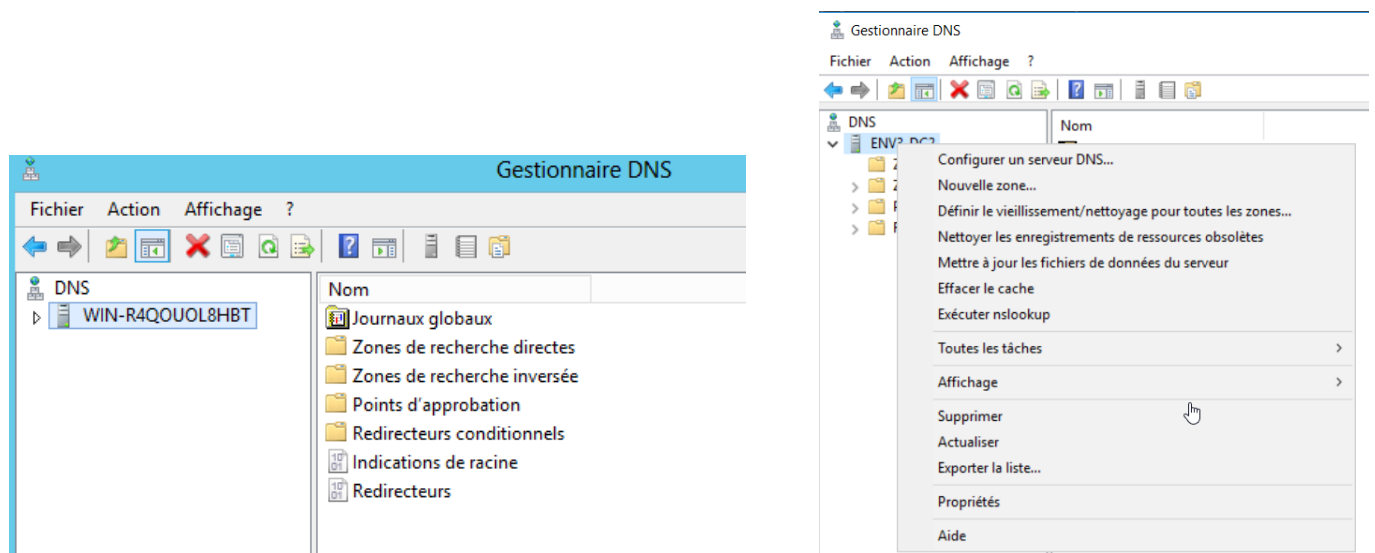 Gestionnaire DNS
Fichier Action Affichage ?
DNS
WIN-R4QOUOL8HBT
Nom
Journaux globaux
Zones de recherche directes
Zones de recherche inversée
Points d'approbation
Redirecteurs conditionnels
Indications de racine
Redirecteurs
Gestionnaire DNS
Fichier Action Affichage ?
DNS
Nom
Configurer un serveur DNS...
Nouvelle zone...
Définir le vieillissement/nettoyage pour toutes les zones...
Nettoyer les enregistrements de ressources obsolètes
Mettre à jour les fichiers de données du serveur
Effacer le cache
Exécuter nslookup
Toutes les tâches
Affichage
Supprimer
Actualiser
Exporter la liste...
Propriétés
Aide